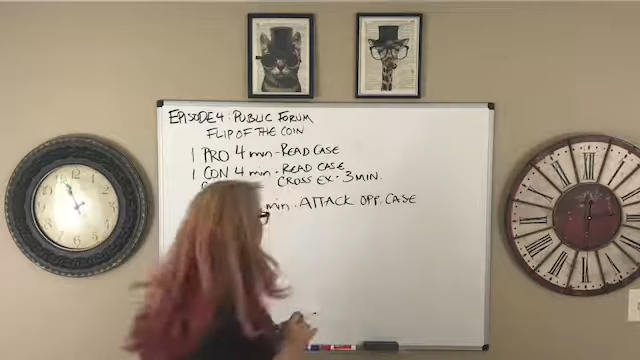 EPISODE 4: PUBLIC FORUM
FLIP OF THE COIN
1 PRO 4 min - READ CASE
1 CON 4 min. - READ CASE
CROSS EX - 3 MIN.
min. - ATTACK OPP. CASE